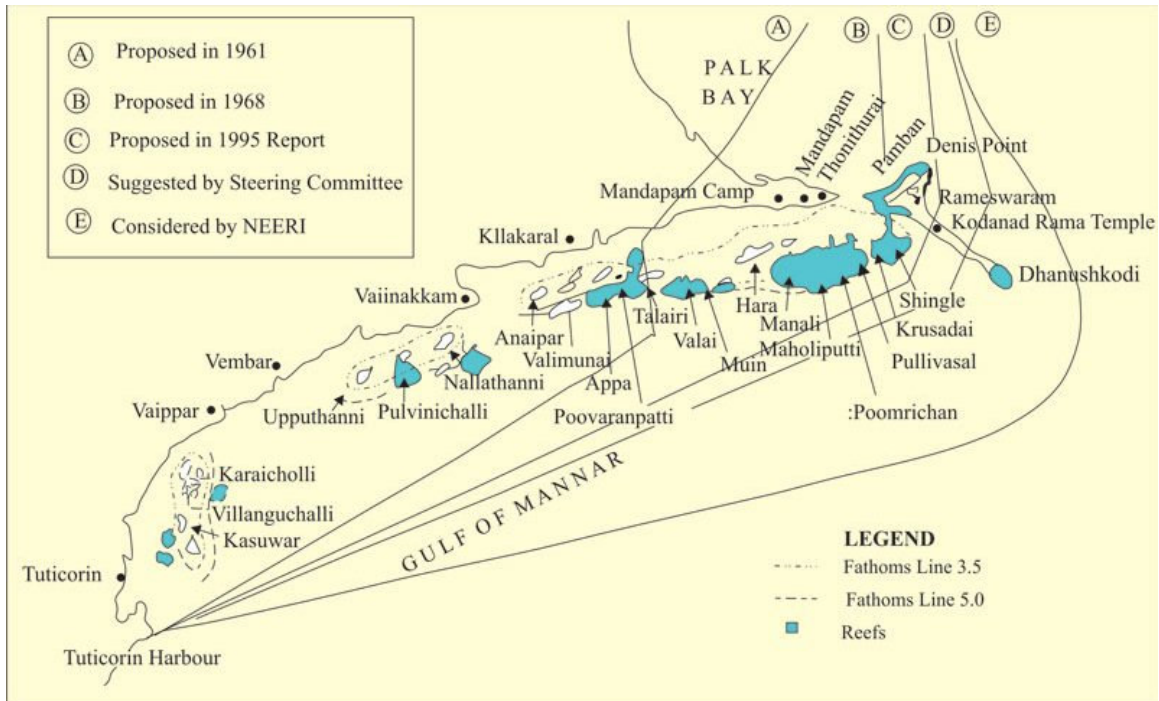 A Proposed in 1961
B Proposed in 1968
C Proposed in 1995 Report
D Suggested by Steering Committee
E Considered by NEERI
A
B
C
D
E
PALK
BAY
Mandapam
Thonithurai
Pamban
Denis Point
Mandapam Camp
Rameswaram
Kodanad Rama Temple
Kllakaral
Dhanushkodi
Vaiinakkam
Shingle
Hara
Talairi
Krusadai
Anaipar
Manali
Valai
Valimunai
Maholiputti
Pullivasal
Vembar
Muin
Nallathanni
Appa
Upputhanni
Pulvinichalli
Poovaranpatti
:Poomrichan
Vaippar
Karaicholli
GULF OF MANNAR
Villanguchalli
Kasuwar
LEGEND
Fathoms Line 3.5
Tuticorin
Fathoms Line 5.0
Reefs
Tuticorin Harbour